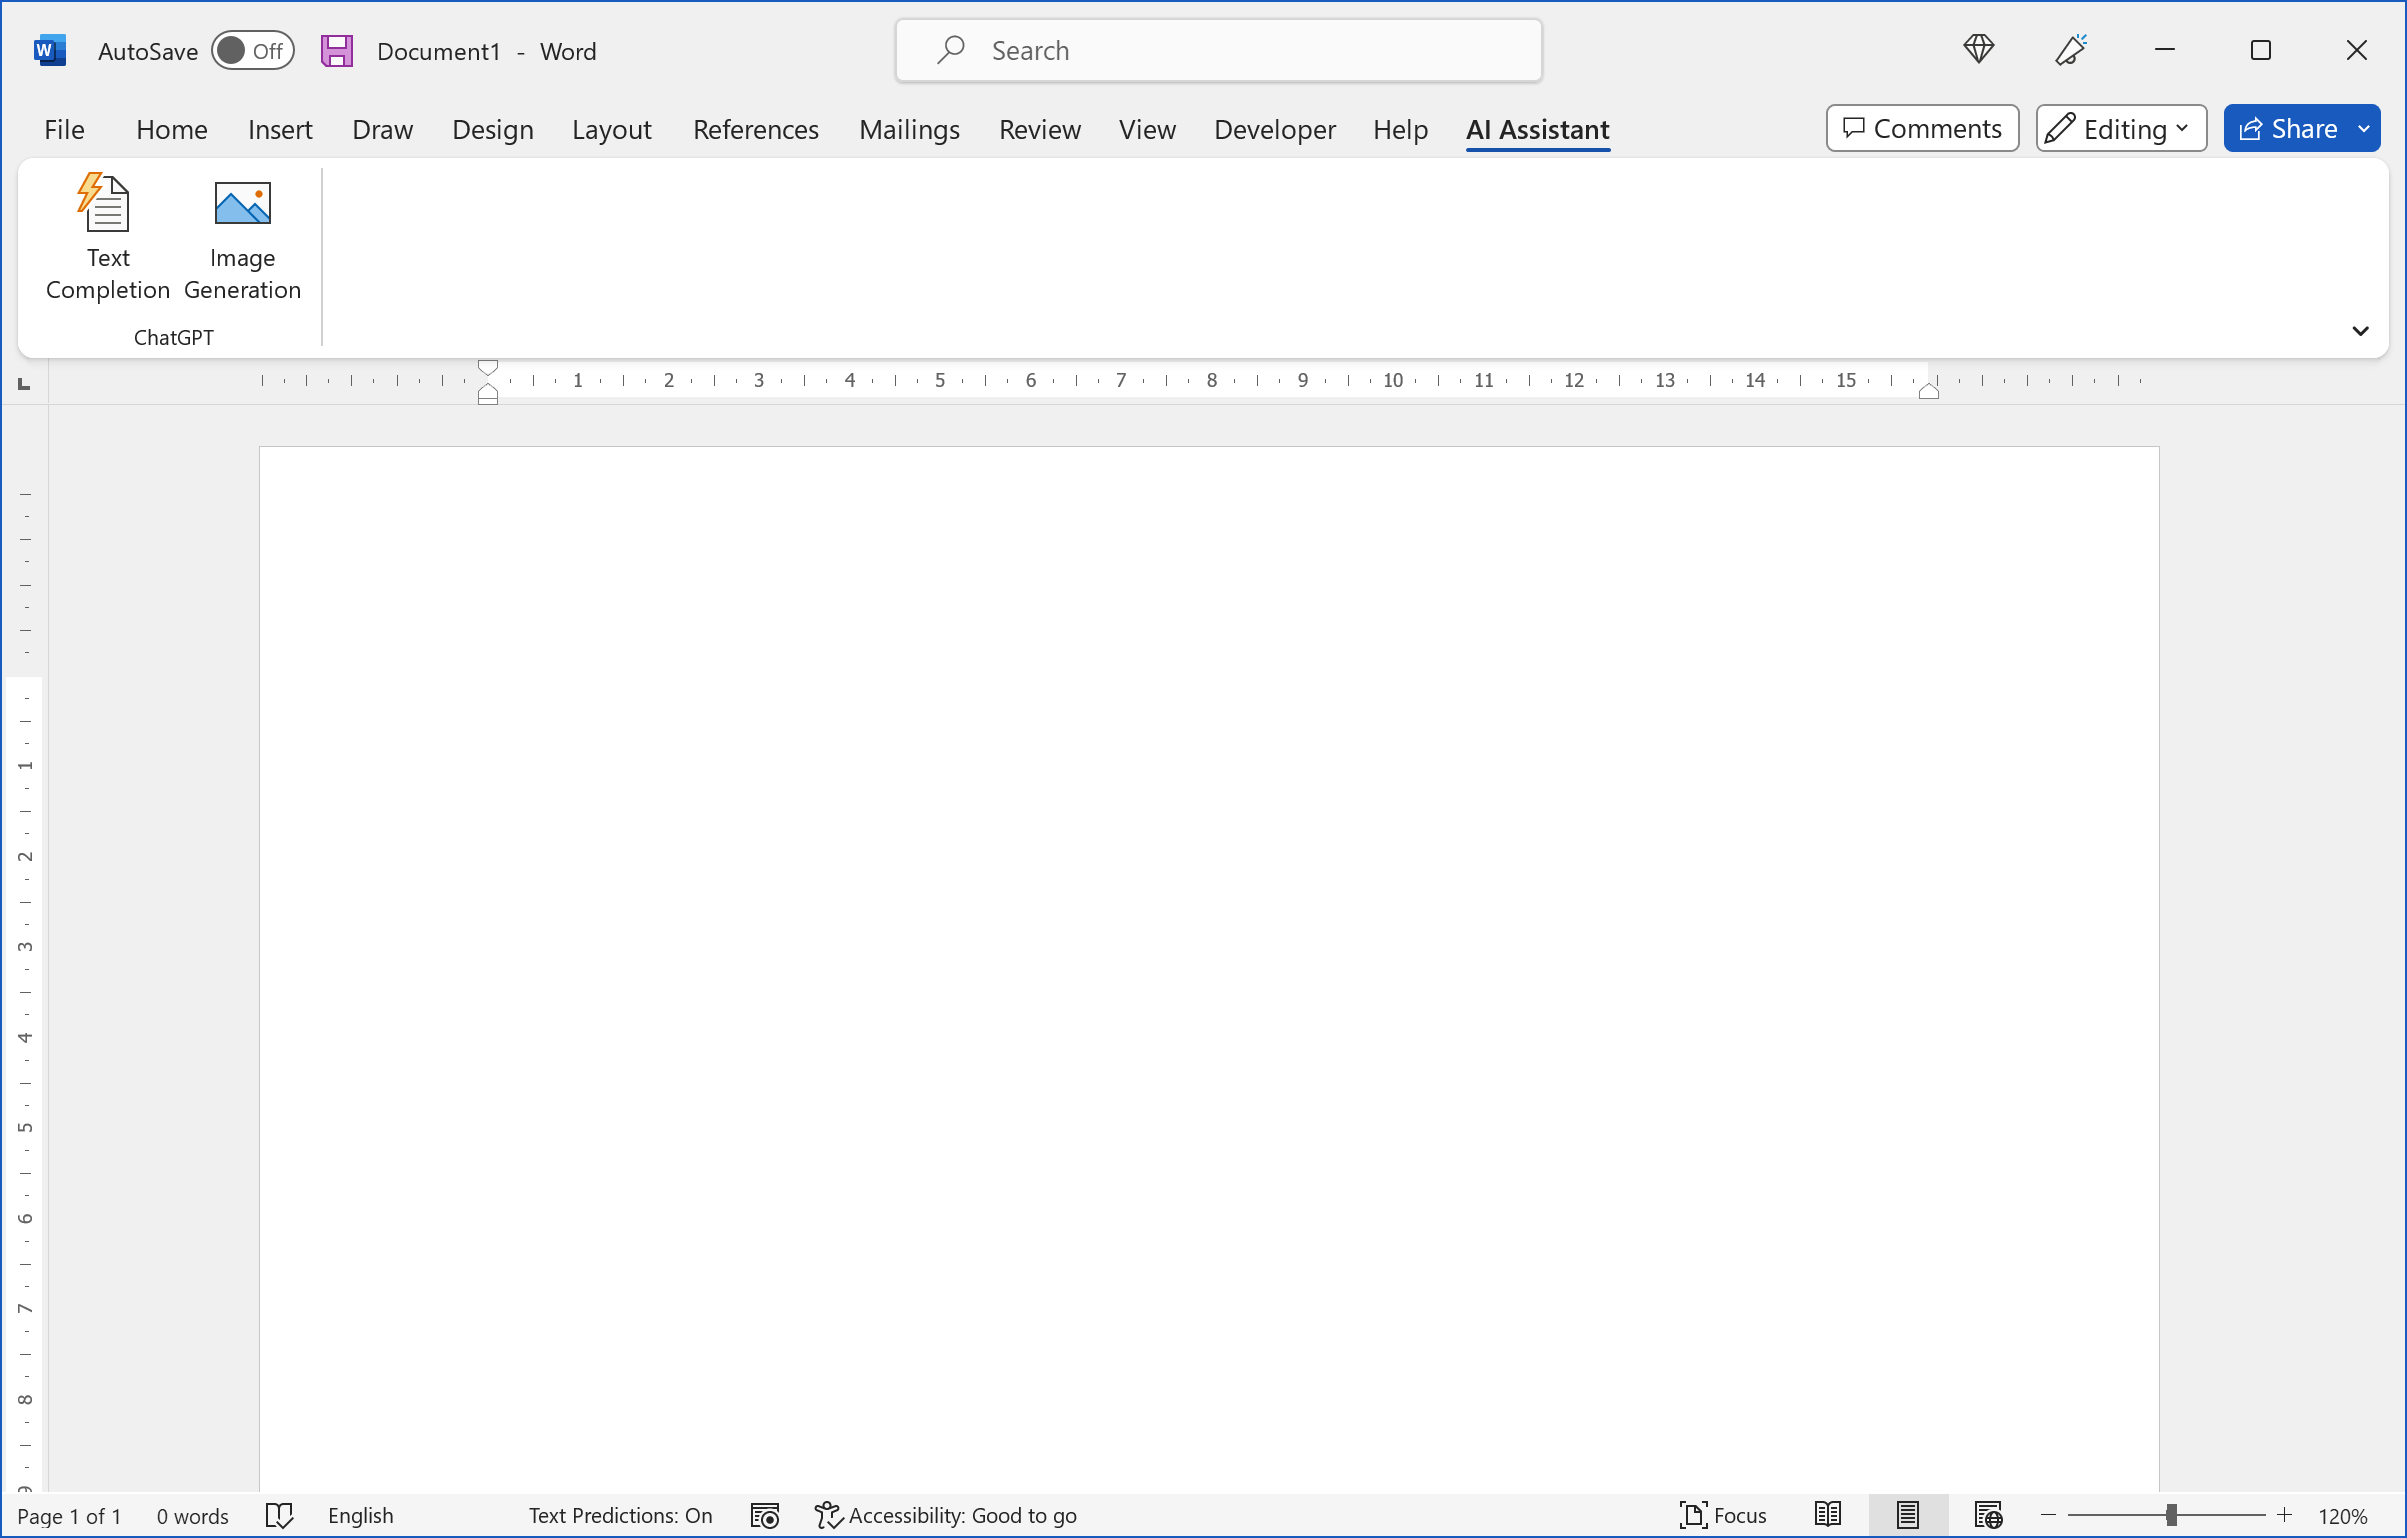 W AutoSave Off Document1 - Word Search
File Home Insert Draw Design Layout References Mailings Review View Developer Help AI Assistant Comments Editing Share
Text Completion
Image Generation
ChatGPT
1 2 3 4 5 6 7 8 9 10 11 12 13 14 15
1
2
3
4
5
6
7
8
Page 1 of 1 0 words English Text Predictions: On Accessibility: Good to go Focus 120%